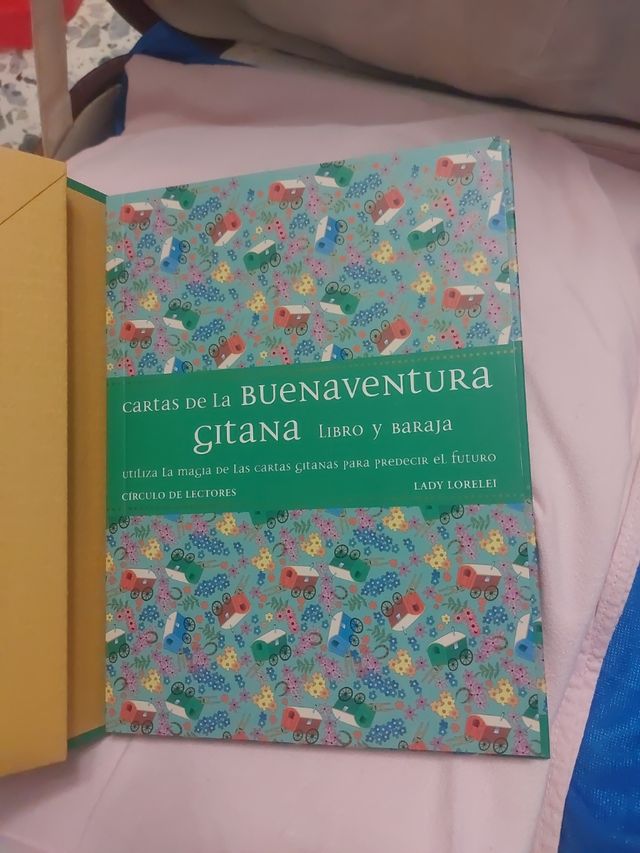 CARTAS DE LA BUENAVENTURA
GITANA LIBRO Y BARAJA
UTILIZA LA MAGIA DE LAS CARTAS GITANAS PARA PREDECIR EL FUTURO
CÍRCULO DE LECTORES LADY LORELEI